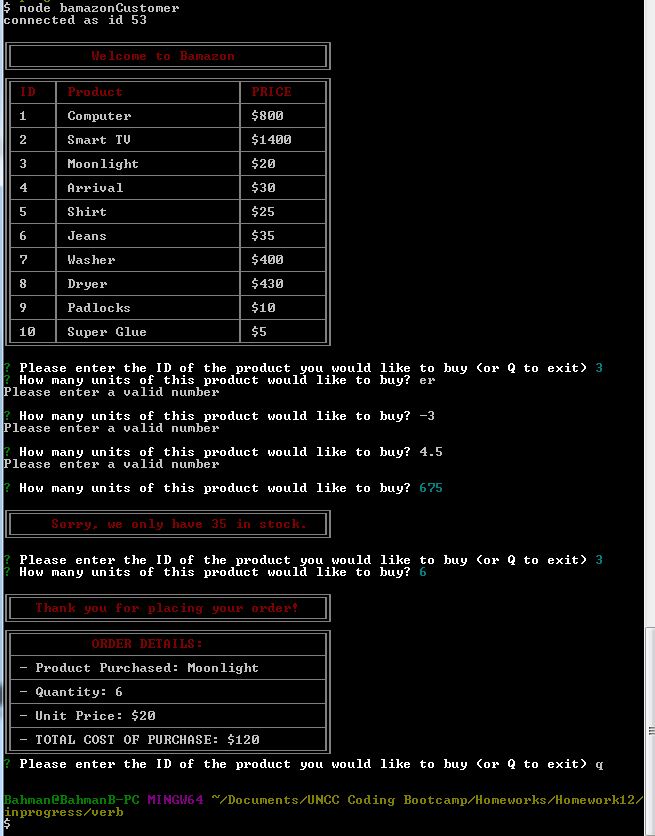 $ node bamazonCustomer
connected as id 53
Welcome to Bamazon
ID Product PRICE
1 Computer $800
2 Smart TV $1400
3 Moonlight $20
4 Arrival $30
5 Shirt $25
6 Jeans $35
7 Washer $400
8 Dryer $430
9 Padlocks $10
10 Super Glue $5
? Please enter the ID of the product you would like to buy (or Q to exit) 3
? How many units of this product would like to buy? er
Please enter a valid number
? How many units of this product would like to buy? -3
Please enter a valid number
? How many units of this product would like to buy? 4.5
Please enter a valid number
? How many units of this product would like to buy? 675
Sorry, we only have 35 in stock.
? Please enter the ID of the product you would like to buy (or Q to exit) 3
? How many units of this product would like to buy? 6
Thank you for placing your order!
ORDER DETAILS:
- Product Purchased: Moonlight
- Quantity: 6
- Unit Price: $20
- TOTAL COST OF PURCHASE: $120
? Please enter the ID of the product you would like to buy (or Q to exit) q
Bahman@BahmanB-PC MINGW64 ~/Documents/UNCC Coding Bootcamp/Homeworks/Homework12/
inprogress/verb
$